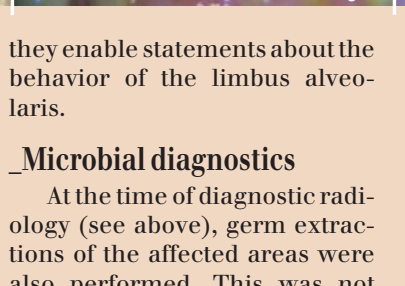 they enable statements about the
behavior of the limbus alveo-
laris.
_Microbial diagnostics
At the time of diagnostic radi-
ology (see above), germ extrac-
tions of the affected areas were
also performed. This was not